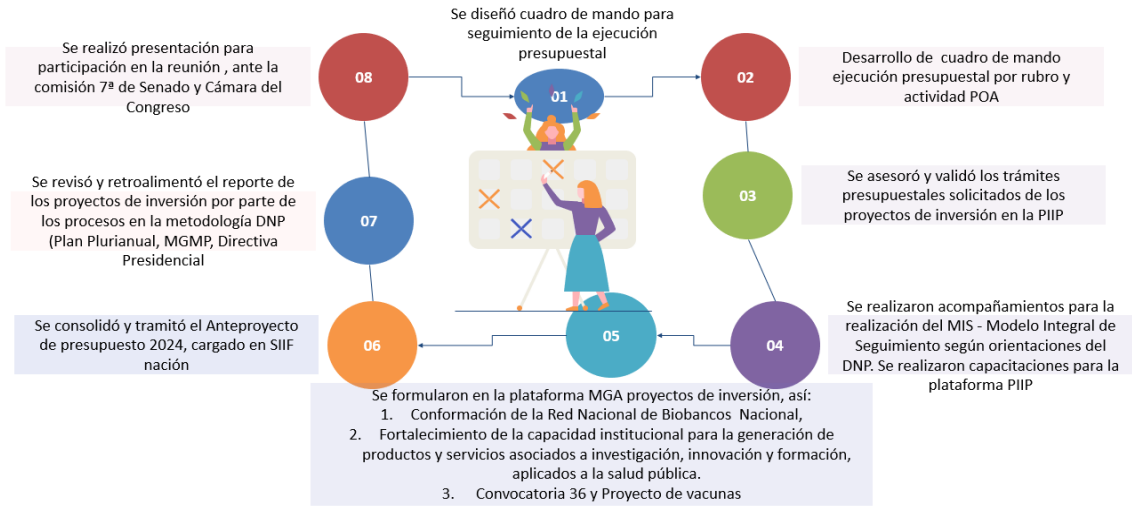 01
Se diseñó cuadro de mando para
seguimiento de la ejecución
presupuestal
02
Desarrollo de cuadro de mando
ejecución presupuestal por rubro y
actividad POA
03
Se asesoró y validó los trámites
presupuestales solicitados de los
proyectos de inversión en la PIIP
04
Se realizaron acompañamientos para la
realización del MIS - Modelo Integral de
Seguimiento según orientaciones del
DNP. Se realizaron capacitaciones para la
plataforma PIIP
05
Se formularon en la plataforma MGA proyectos de inversión, así:
1. Conformación de la Red Nacional de Biobancos Nacional,
2. Fortalecimiento de la capacidad institucional para la generación de
productos y servicios asociados a investigación, innovación y formación,
aplicados a la salud pública.
3. Convocatoria 36 y Proyecto de vacunas
06
Se consolidó y tramitó el Anteproyecto
de presupuesto 2024, cargado en SIIF
nación
07
Se revisó y retroalimentó el reporte de
los proyectos de inversión por parte de
los procesos en la metodología DNP
(Plan Plurianual, MGMP, Directiva
Presidencial
08
Se realizó presentación para
participación en la reunión , ante la
comisión 7ª de Senado y Cámara del
Congreso